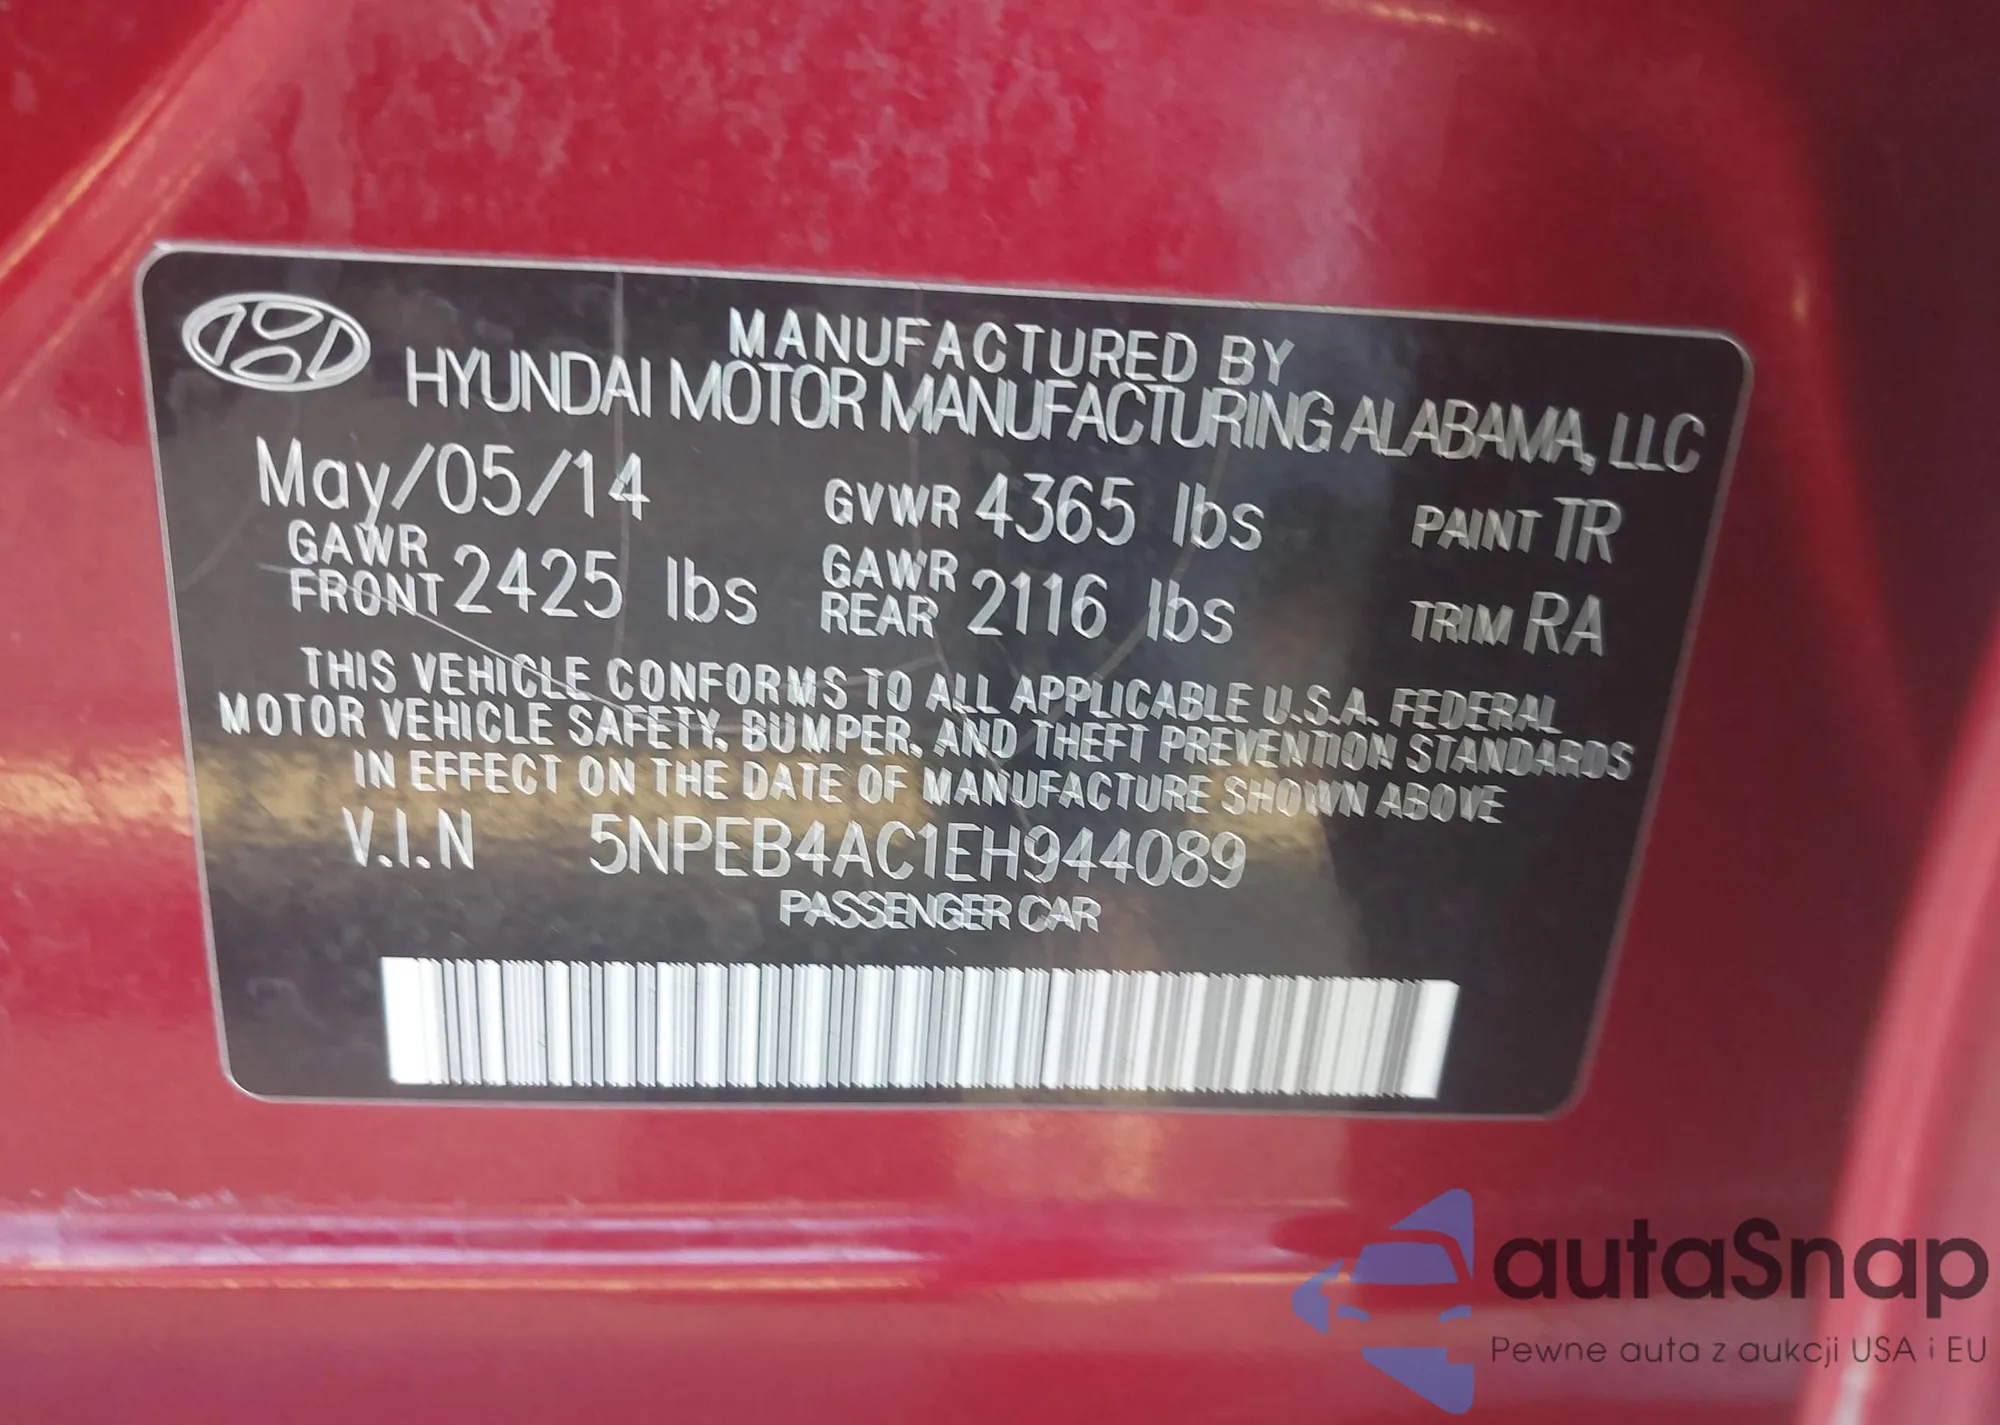 MANUFACTURED BY
HYUNDAI MOTOR MANUFACTURING ALABAMA, LLC
May/05/14 GVWR 4365 lbs PAINT TR
GAWR FRONT 2425 lbs GAWR REAR 2116 lbs TRIM RA
THIS VEHICLE CONFORMS TO ALL APPLICABLE U.S.A. FEDERAL
MOTOR VEHICLE SAFETY, BUMPER, AND THEFT PREVENTION STANDARDS
IN EFFECT ON THE DATE OF MANUFACTURE SHOWN ABOVE
V.I.N 5NPEB4AC1EH944089
PASSENGER CAR
autaSnap
Pewne auta z aukcji USA i EU